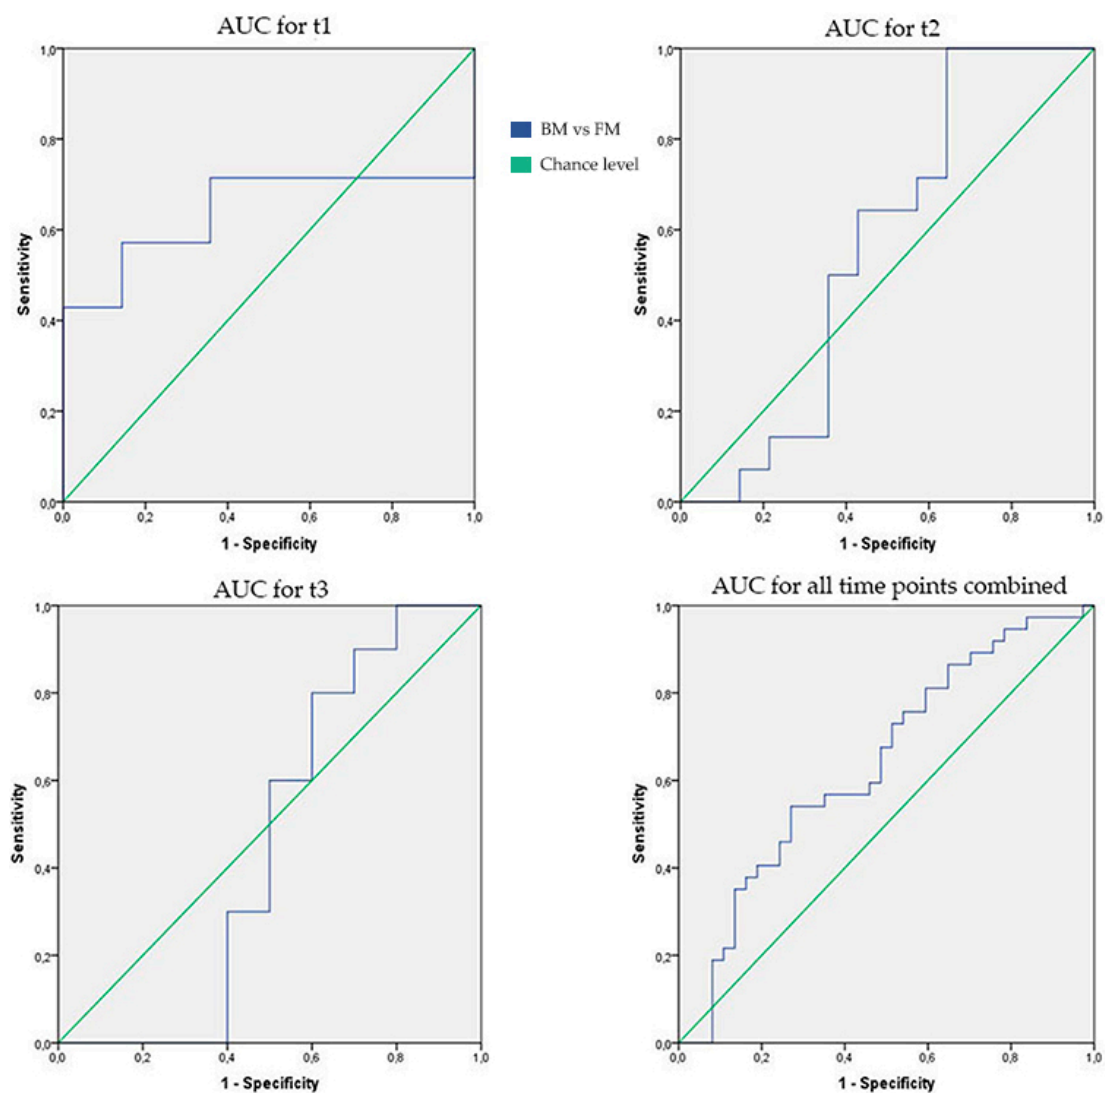 AUC for t1
AUC for t2
1,0
0,8
0,6
0,4
0,2
0,0
Sensitivity
0,0 0,2 0,4 0,6 0,8 1,0
1 - Specificity
BM vs FM
Chance level
1,0
0,8
0,6
0,4
0,2
0,0
Sensitivity
0,0 0,2 0,4 0,6 0,8 1,0
1 - Specificity
AUC for t3
AUC for all time points combined
1,0
0,8
0,6
0,4
0,2
0,0
Sensitivity
0,0 0,2 0,4 0,6 0,8 1,0
1 - Specificity
1,0
0,8
0,6
0,4
0,2
0,0
Sensitivity
0,0 0,2 0,4 0,6 0,8 1,0
1 - Specificity